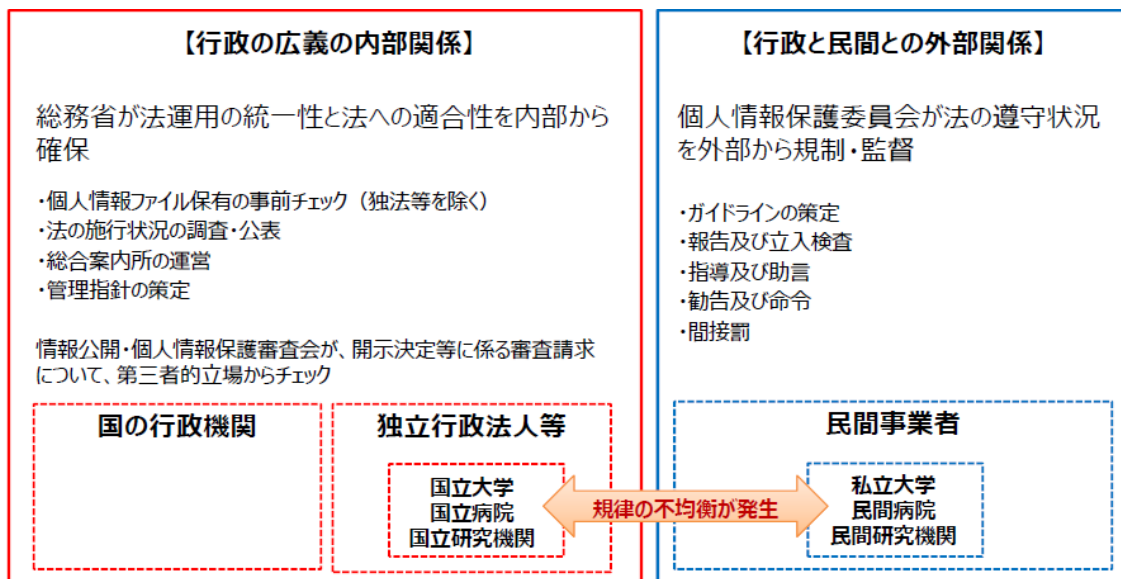 【行政の広義の内部関係】
総務省が法運用の統一性と法への適合性を内部から
確保
・個人情報ファイル保有の事前チェック（独法等を除く）
・法の施行状況の調査・公表
・総合案内所の運営
・管理指針の策定
情報公開・個人情報保護審査会が、開示決定等に係る審査請求
について、第三者的立場からチェック
国の行政機関
独立行政法人等
国立大学
国立病院
国立研究機関
規律の不均衡が発生
【行政と民間との外部関係】
個人情報保護委員会が法の遵守状況
を外部から規制・監督
・ガイドラインの策定
・報告及び立入検査
・指導及び助言
・勧告及び命令
・間接罰
民間事業者
私立大学
民間病院
民間研究機関